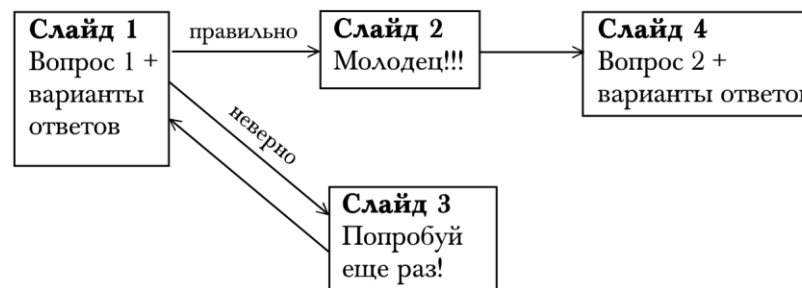 Слайд 1
Вопрос 1 +
варианты
ответов
правильно
Слайд 2
Молодец!!!
Слайд 4
Вопрос 2 +
варианты ответов
неверно
Слайд 3
Попробуй
еще раз!